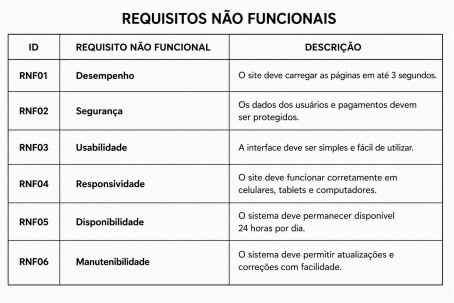 REQUISITOS NÃO FUNCIONAIS
ID REQUISITO NÃO FUNCIONAL DESCRIÇÃO
RNF01 Desempenho O site deve carregar as páginas em até 3 segundos.
RNF02 Segurança Os dados dos usuários e pagamentos devem
ser protegidos.
RNF03 Usabilidade A interface deve ser simples e fácil de utilizar.
RNF04 Responsividade O site deve funcionar corretamente em
celulares, tablets e computadores.
RNF05 Disponibilidade O sistema deve permanecer disponível
24 horas por dia.
RNF06 Manutenibilidade O sistema deve permitir atualizações e
correções com facilidade.